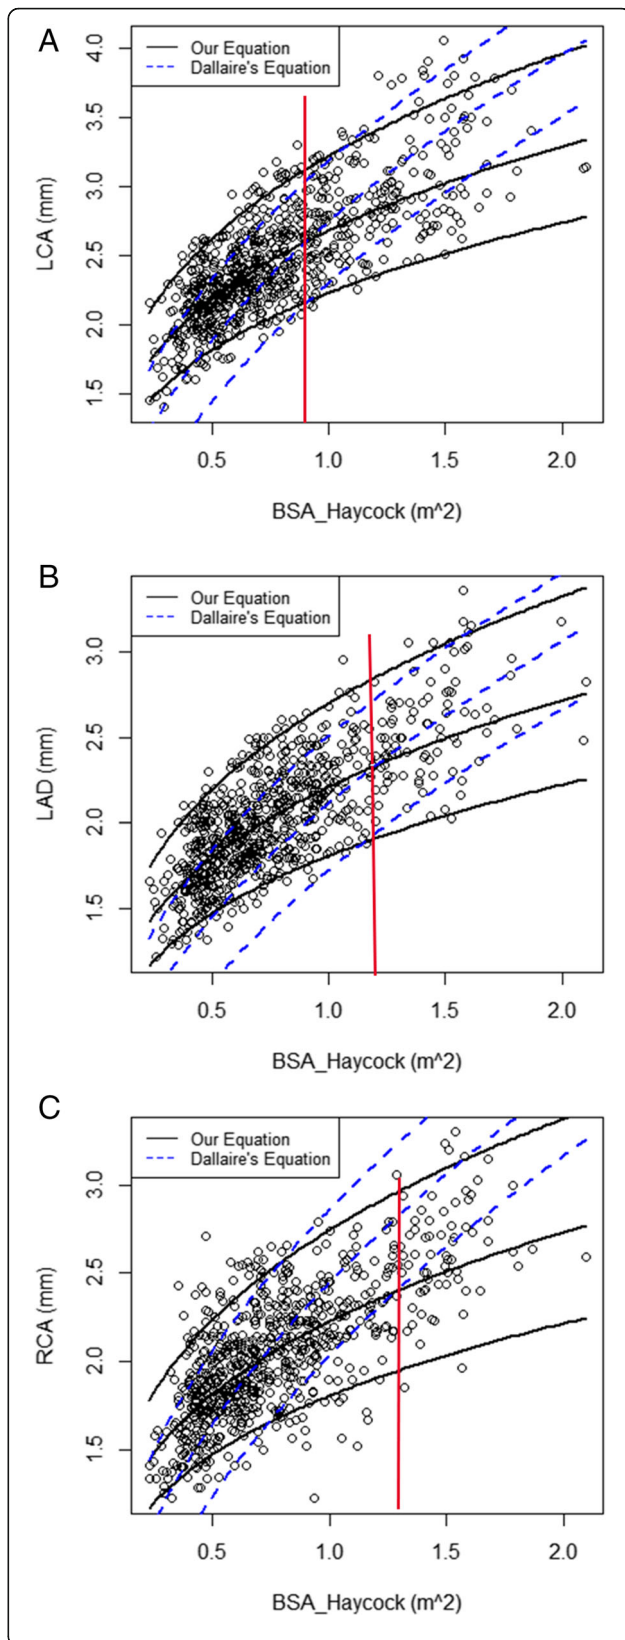 A
Our Equation
Dallaire's Equation
4.0
3.5
3.0
2.5
2.0
1.5
LCA (mm)
0.5 1.0 1.5 2.0
BSA_Haycock (m^2)
B
Our Equation
Dallaire's Equation
3.0
2.5
2.0
1.5
LAD (mm)
0.5 1.0 1.5 2.0
BSA_Haycock (m^2)
C
Our Equation
Dallaire's Equation
3.0
2.5
2.0
1.5
RCA (mm)
0.5 1.0 1.5 2.0
BSA_Haycock (m^2)